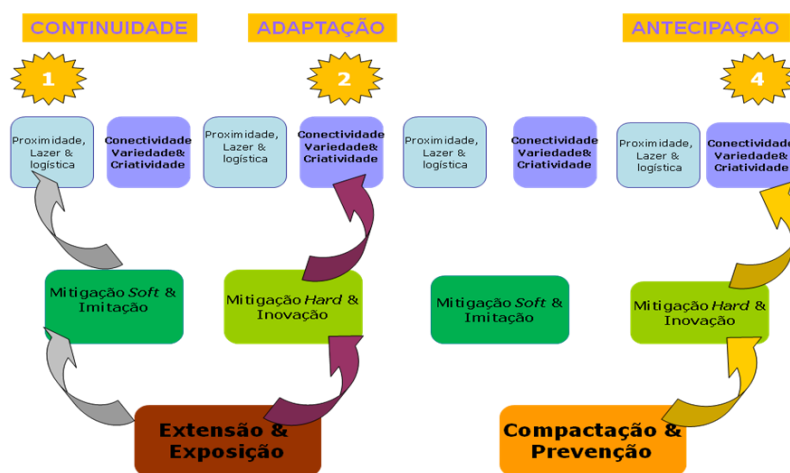 CONTINUIDADE
ADAPTAÇÃO
ANTECIPAÇÃO
1
2
4
Proximidade,
Lazer &
logística
Conectividade
Variedade&
Criatividade
Proximidade,
Lazer &
logística
Conectividade
Variedade&
Criatividade
Proximidade,
Lazer &
logística
Conectividade
Variedade&
Criatividade
Proximidade,
Lazer &
logística
Conectividade
Variedade&
Criatividade
Mitigação Soft &
Imitação
Mitigação Hard &
Inovação
Mitigação Soft &
Imitação
Mitigação Hard &
Inovação
Extensão &
Exposição
Compactação &
Prevenção